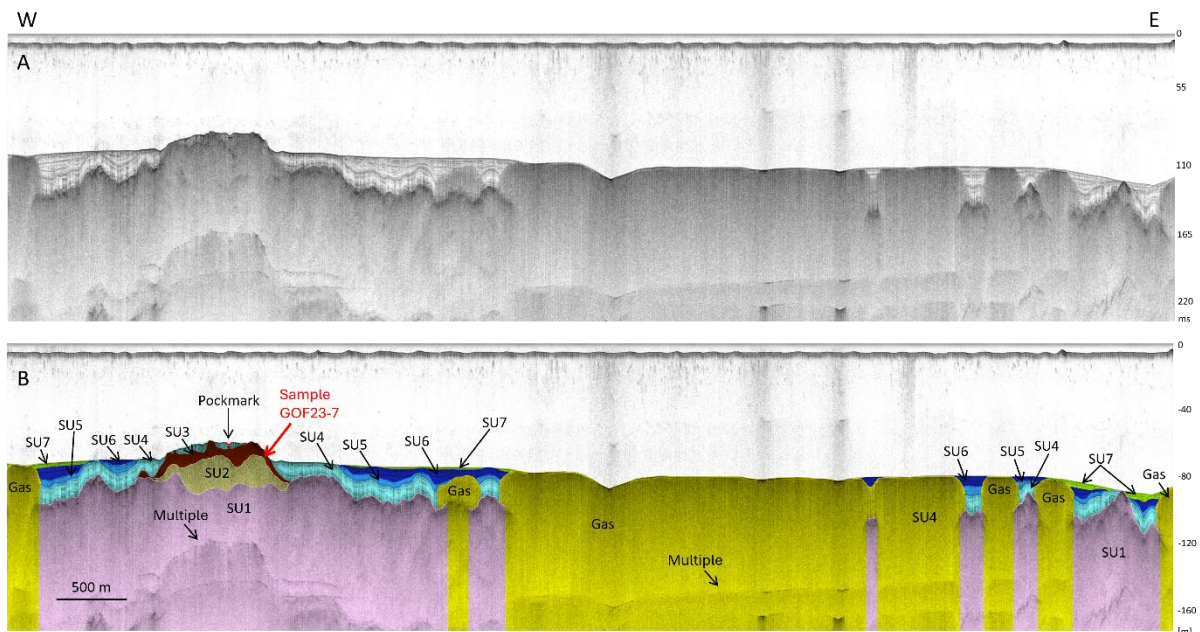 W
E
A
0
55
110
165
220
ms
B
0
Sample
GOF23-7
Pockmark
SU7
SU5
SU6
SU4
SU3
SU4
SU5
SU6
SU7
SU6
SU5
SU4
SU7
Gas
Gas
SU2
SU1
Gas
Gas
SU4
Gas
Gas
SU1
Multiple
Multiple
500 m
-40
-80
-120
-160
[m]